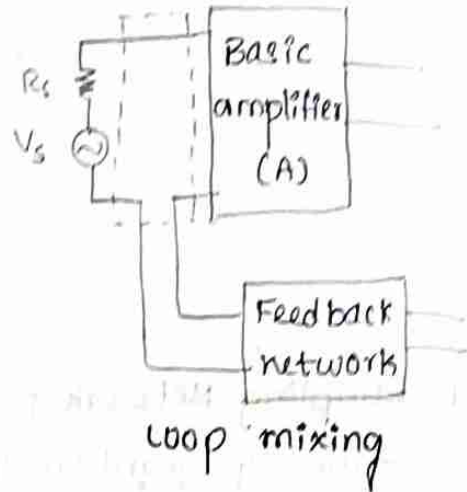 Basic
amplifier
(A)
Rs
Vs
Feedback
network
Loop mixing